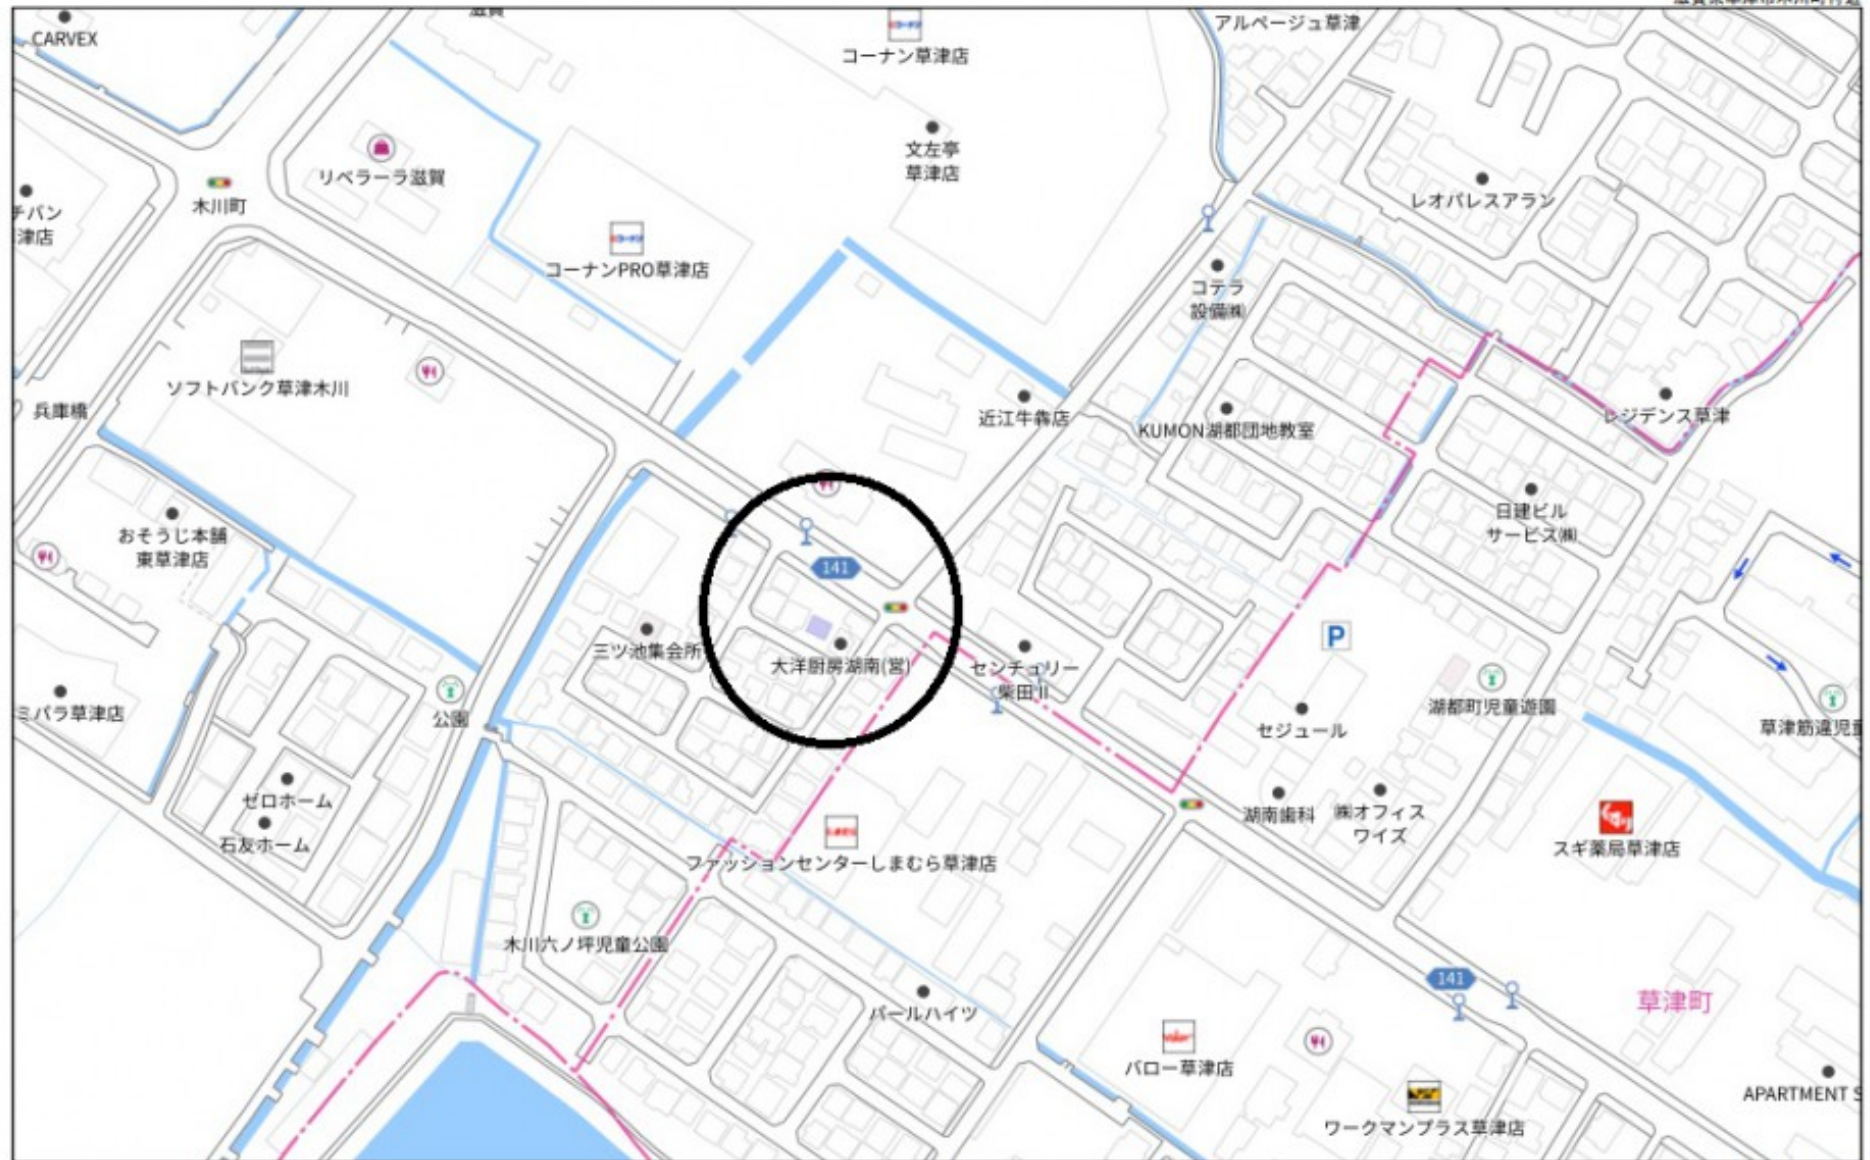 滋賀
CARVEX
コーナン草津店
アルページュ草津
文左亭
草津店
リベラーラ滋賀
木川町
チバン
津店
コーナンPRO草津店
レオパレスアラン
コテラ
設備㈱
ソフトバンク草津木川
兵庫橋
近江牛犇店
KUMON湖都団地教室
レジデンス草津
おそうじ本舗
東草津店
日建ビル
サービス㈱
141
三ツ池集会所
大洋厨房湖南(営)
センチュリー
柴田Ⅱ
P
ミパラ草津店
公園
セジュール
湖都町児童遊園
草津筋違児童
ゼロホーム
石友ホーム
湖南歯科
㈱オフィス
ワイズ
ファッションセンターしまむら草津店
スギ薬局草津店
木川六ノ坪児童公園
パールハイツ
141
草津町
バロー草津店
ワークマンプラス草津店
APARTMENT S